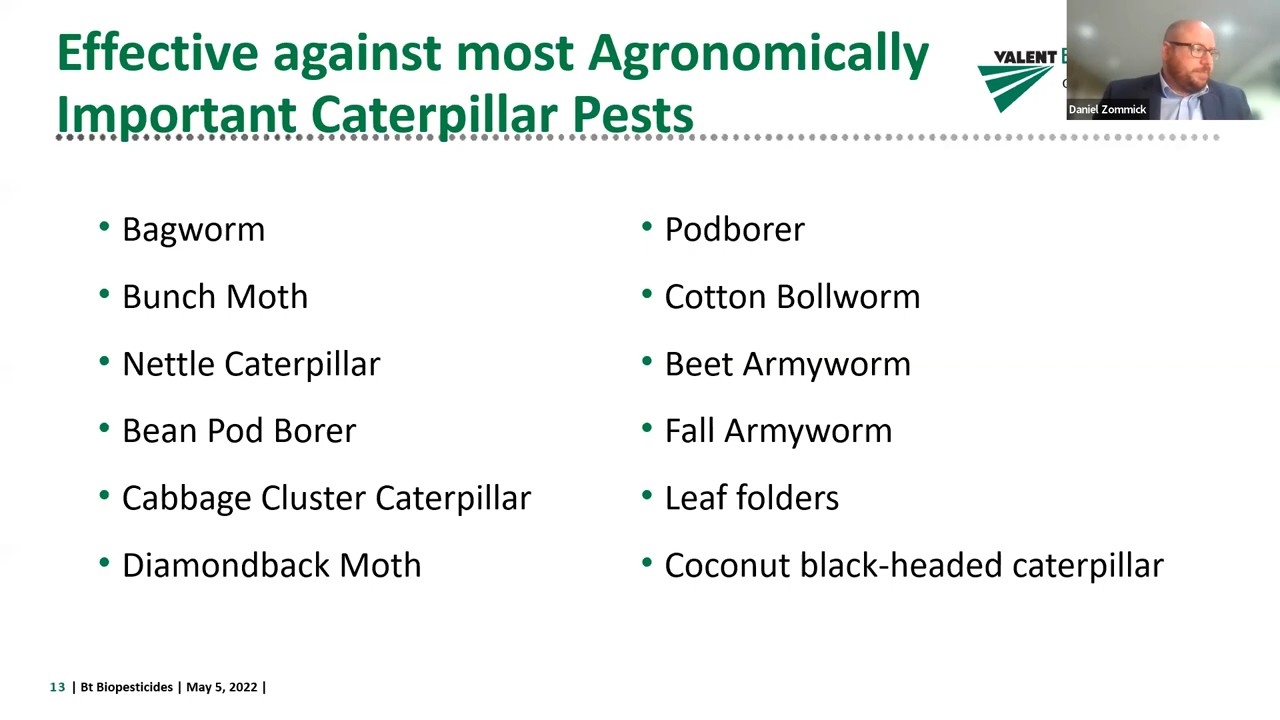 Effective against most Agronomically
Important Caterpillar Pests
VALENT
Daniel Zommick
• Bagworm
• Bunch Moth
• Nettle Caterpillar
• Bean Pod Borer
• Cabbage Cluster Caterpillar
• Diamondback Moth
• Podborer
• Cotton Bollworm
• Beet Armyworm
• Fall Armyworm
• Leaf folders
• Coconut black-headed caterpillar
13 | Bt Biopesticides | May 5, 2022 |